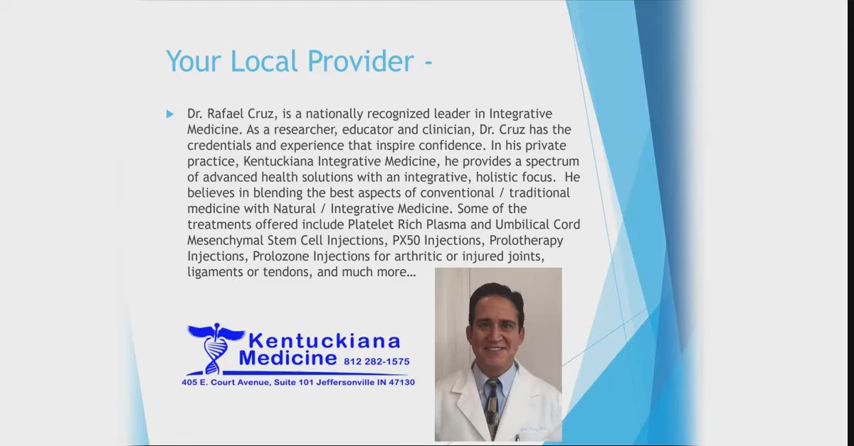 Your Local Provider -
Dr. Rafael Cruz, is a nationally recognized leader in Integrative
Medicine. As a researcher, educator and clinician, Dr. Cruz has the
credentials and experience that inspire confidence. In his private
practice, Kentuckiana Integrative Medicine, he provides a spectrum
of advanced health solutions with an integrative, holistic focus.  He
believes in blending the best aspects of conventional / traditional
medicine with Natural / Integrative Medicine. Some of the
treatments offered include Platelet Rich Plasma and Umbilical Cord
Mesenchymal Stem Cell Injections, PX50 Injections, Prolotherapy
Injections, Prolozone Injections for arthritic or injured joints,
ligaments or tendons, and much more…
Kentuckiana
Medicine 812 282-1575
405 E. Court Avenue, Suite 101 Jeffersonville IN 47130